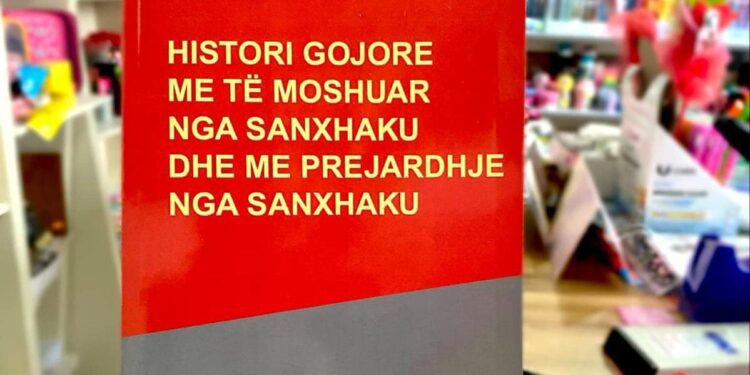 HISTORI GOJORE
ME TË MOSHUAR
NGA SANXHAKU
DHE ME PREJARDHJE
NGA SANXHAKU